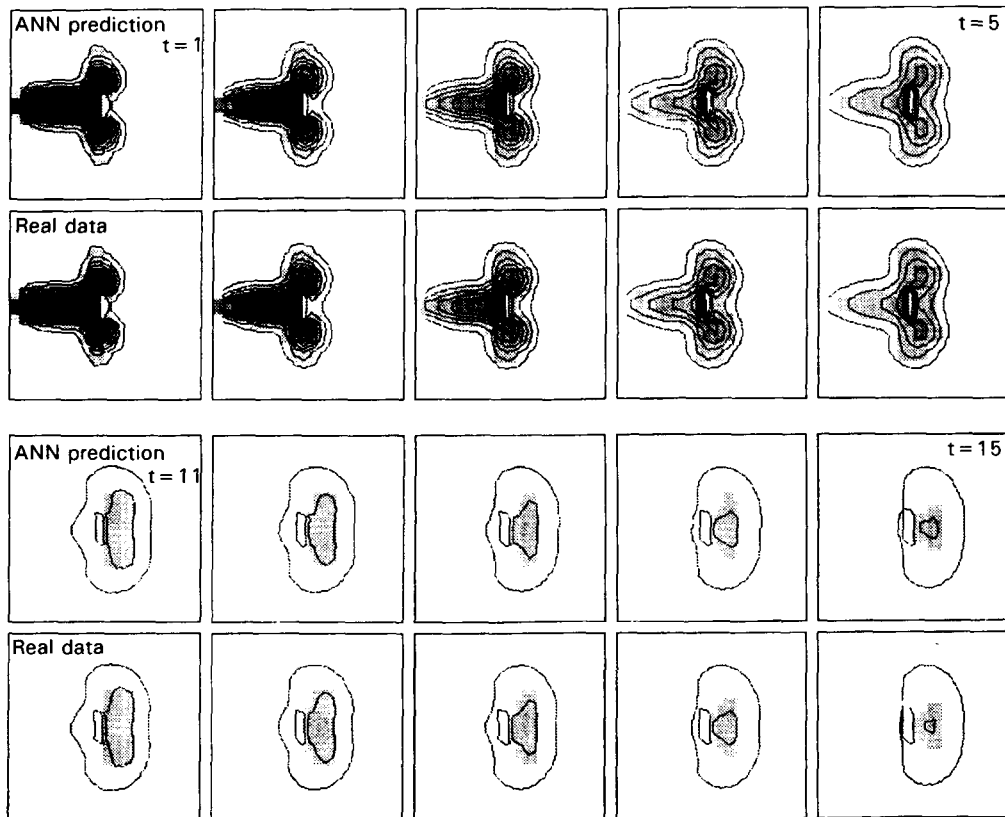 ANN prediction
t=1
t=5
Real data
ANN prediction
t=11
t=15
Real data